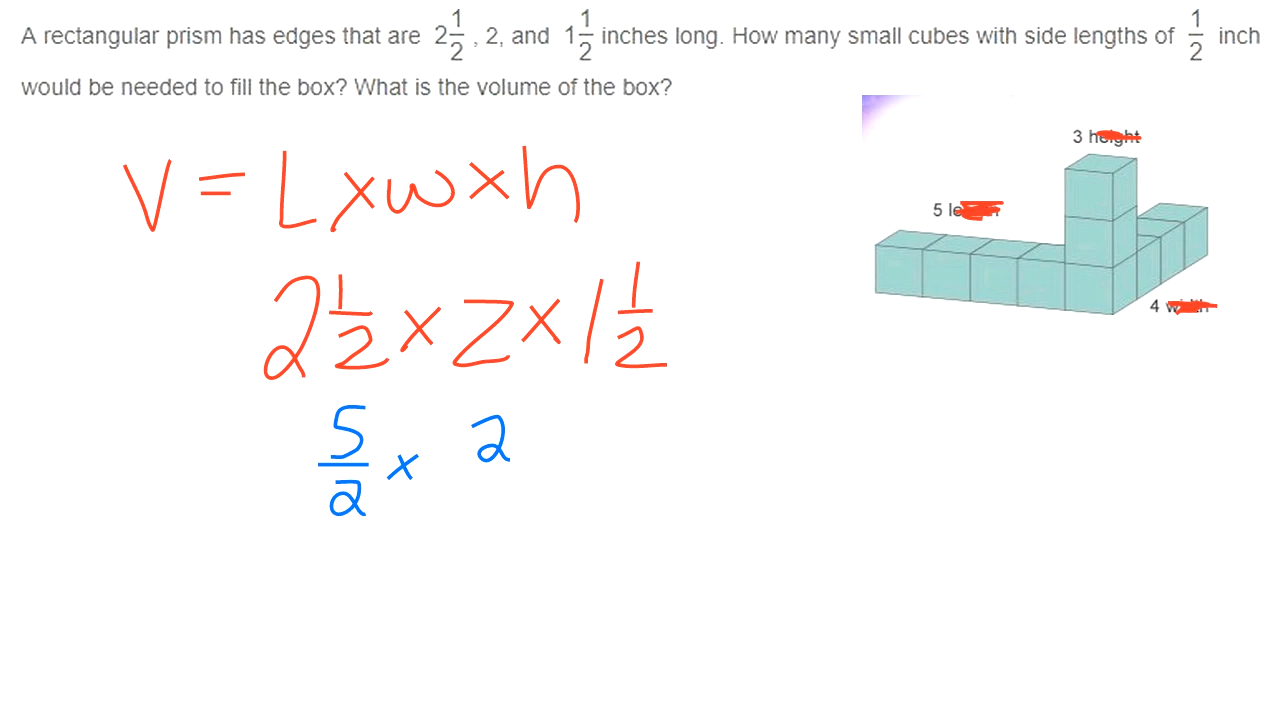 A rectangular prism has edges that are 2 1/2 , 2, and 1 1/2 inches long. How many small cubes with side lengths of 1/2 inch
would be needed to fill the box? What is the volume of the box?
3 height
V = L x w x h
5
2 1/2 x 2 x 1 1/2
4
5/2 x 2